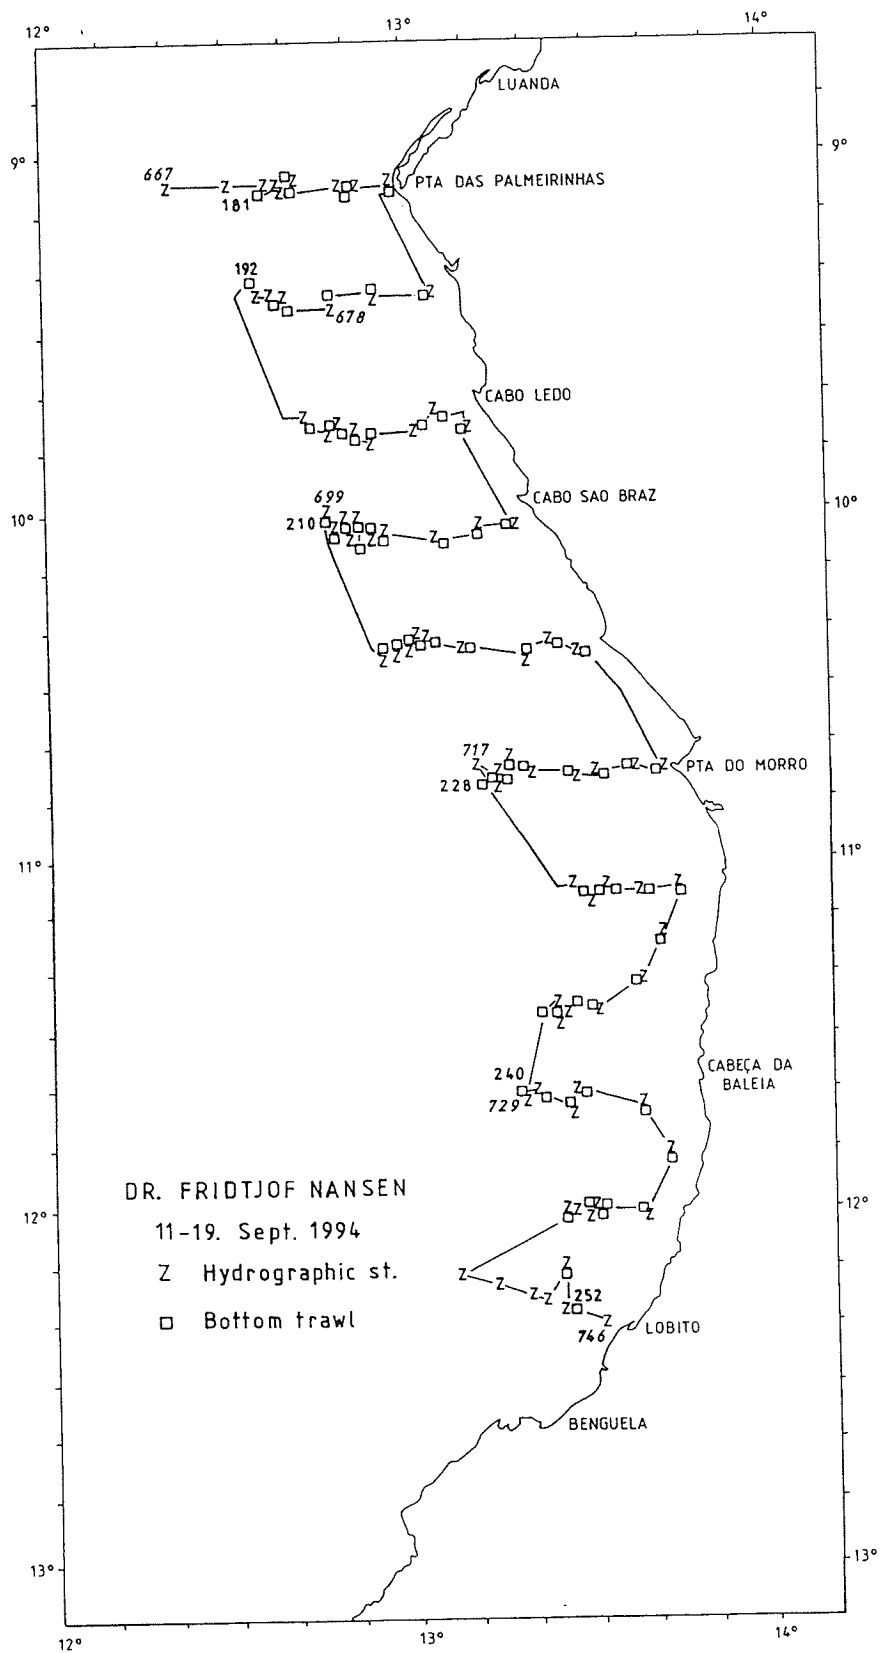 12°
13°
14°
LUANDA
9°
9°
667
PTA DAS PALMEIRINHAS
181
192
678
CABO LEDO
699
CABO SAO BRAZ
10°
10°
210
717
PTA DO MORRO
228
11°
11°
240
729
CABEÇA DA
BALEIA
DR. FRIDTJOF NANSEN
12°
12°
11-19. Sept. 1994
Z Hydrographic st.
252
746
LOBITO
Bottom trawl
BENGUELA
13°
13°
12°
13°
14°